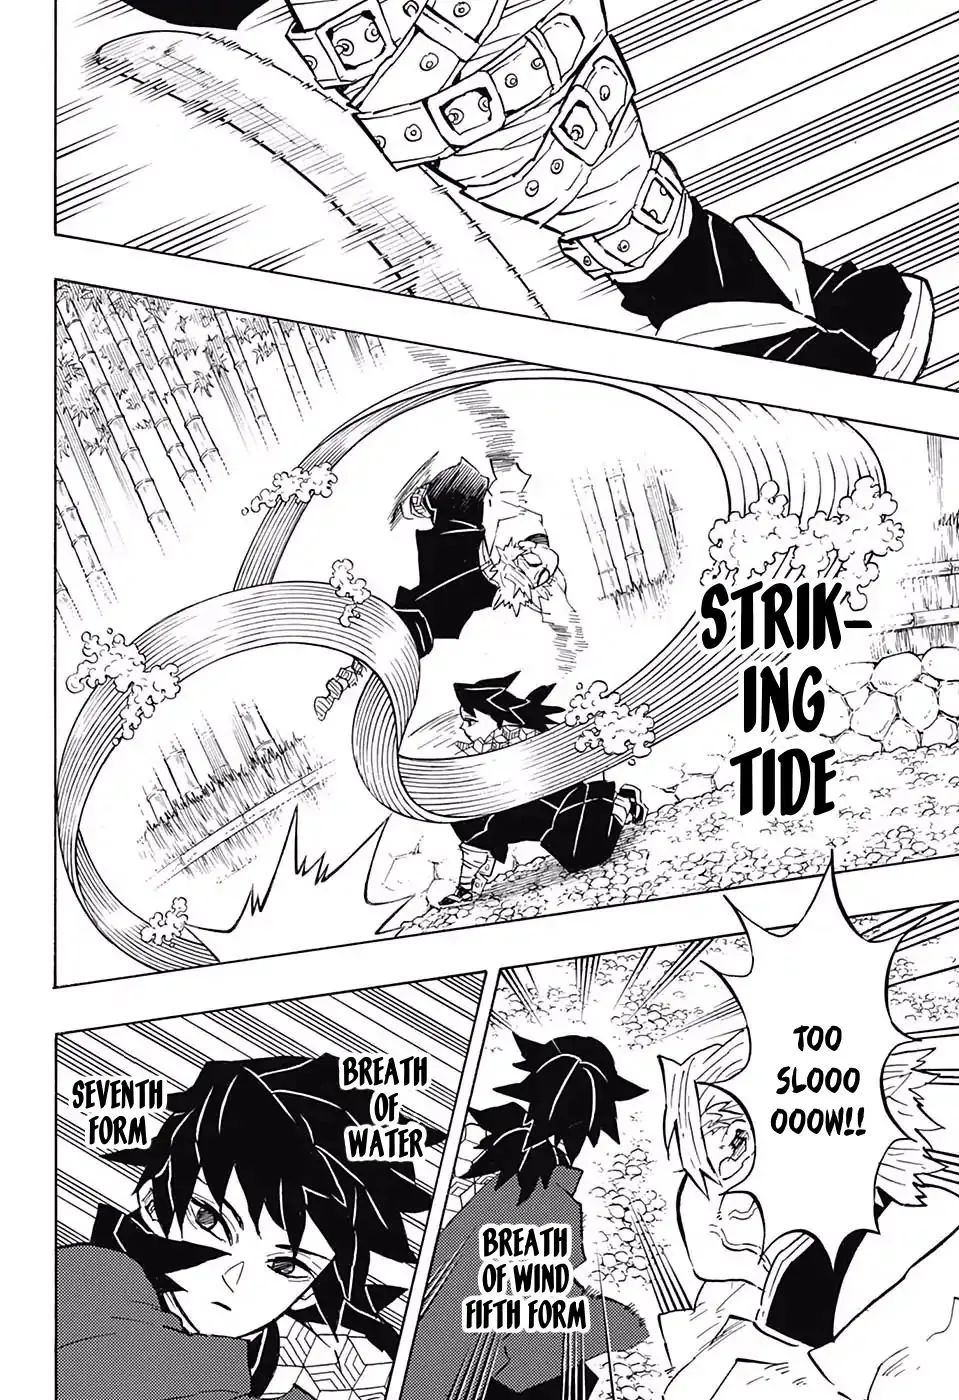 STRIK-
ING
TIDE
TOO
SLOOO
OOOW!!
BREATH
OF WIND
FIFTH FORM
BREATH
OF
WATER
SEVENTH
FORM